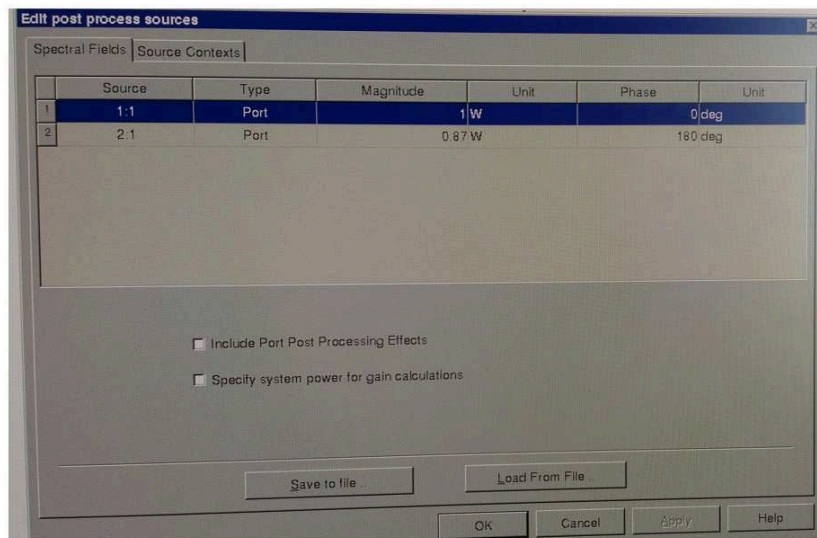 Edit post process sources
Spectral Fields Source Contexts
Source Type Magnitude Unit Phase Unit
1 1:1 Port 1 W 0 deg
2 2:1 Port 0.87 W 180 deg
Include Port Post Processing Effects
Specify system power for gain calculations
Save to file .. Load From File ..
OK Cancel Apply Help